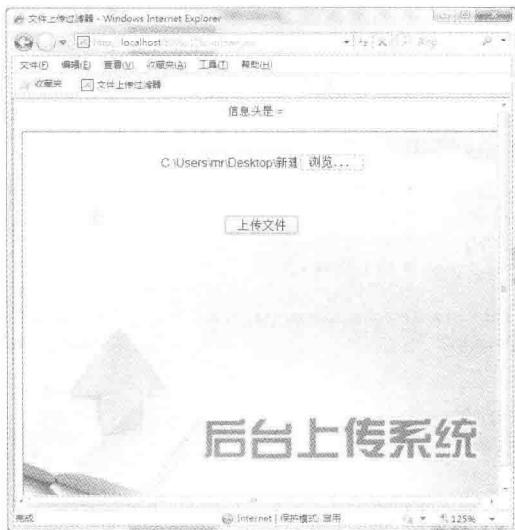 文件上传过滤器 - Windows Internet Explorer
localhost
文件(F) 编辑(E) 查看(V) 收藏夹(A) 工具(T) 帮助(H)
收藏夹 文件上传过滤器
信息头是 =
C:\Users\mr\Desktop\新建 浏览...
上传文件
后台上传系统
完成 Internet | 保护模式: 禁用 125%